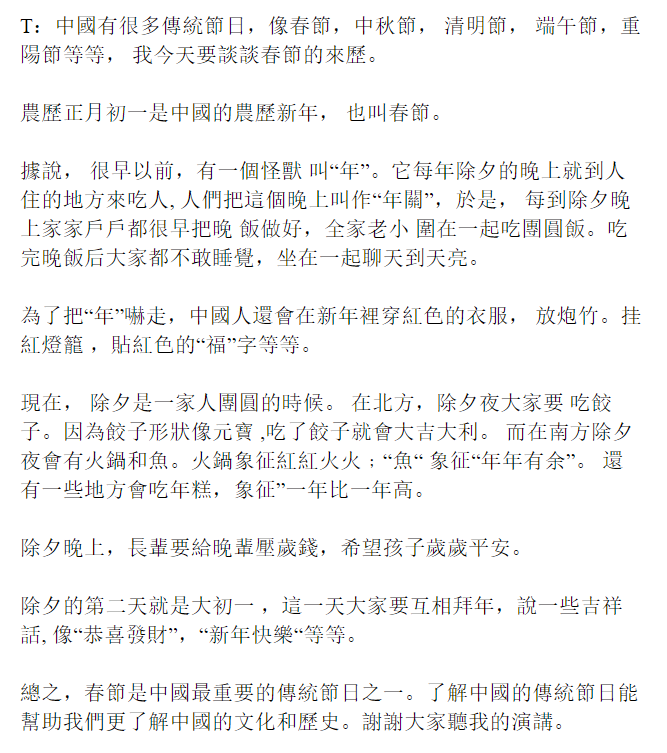 T：中國有很多傳統節日，像春節，中秋節， 清明節， 端午節，重
陽節等等， 我今天要談談春節的來歷。
農歷正月初一是中國的農歷新年， 也叫春節。
據說， 很早以前，有一個怪獸 叫“年”。它每年除夕的晚上就到人
住的地方來吃人, 人們把這個晚上叫作“年關”，於是， 每到除夕晚
上家家戶戶都很早把晚 飯做好，全家老小 圍在一起吃團圓飯。吃
完晚飯后大家都不敢睡覺，坐在一起聊天到天亮。
為了把“年”嚇走，中國人還會在新年裡穿紅色的衣服， 放炮竹。挂
紅燈籠 ，貼紅色的“福”字等等。
現在， 除夕是一家人團圓的時候。 在北方，除夕夜大家要 吃餃
子。因為餃子形狀像元寶 ,吃了餃子就會大吉大利。 而在南方除夕
夜會有火鍋和魚。火鍋象征紅紅火火；“魚“ 象征“年年有余”。 還
有一些地方會吃年糕，象征”一年比一年高。
除夕晚上，長輩要給晚輩壓歲錢，希望孩子歲歲平安。
除夕的第二天就是大初一 ，這一天大家要互相拜年，說一些吉祥
話, 像“恭喜發財”，“新年快樂“等等。
總之，春節是中國最重要的傳統節日之一。了解中國的傳統節日能
幫助我們更了解中國的文化和歷史。謝謝大家聽我的演講。